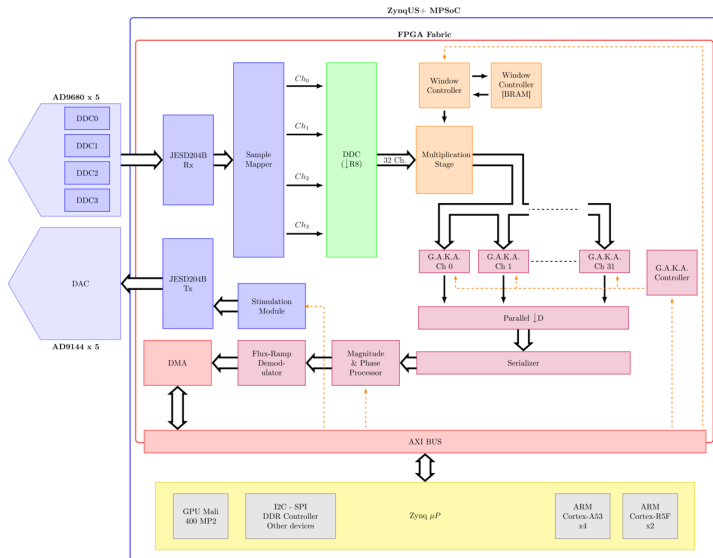 ZynqUS+ MPSoC
FPGA Fabric
AD9680 x 5
DDC0
DDC1
DDC2
DDC3
JESD204B
Rx
Sample
Mapper
Ch0
Ch1
Ch2
Ch3
DDC
(↓R8)
32 Ch.
Window
Controller
Window
Controller
[BRAM]
Multiplication
Stage
G.A.K.A.
Ch 0
G.A.K.A.
Ch 1
G.A.K.A.
Ch 31
G.A.K.A.
Controller
DAC
AD9144 x 5
JESD204B
Tx
Stimulation
Module
Parallel ↓D
DMA
Flux-Ramp
Demod-
ulator
Magnitude
& Phase
Processor
Serializer
AXI BUS
GPU Mali
400 MP2
I2C - SPI
DDR Controller
Other devices
Zynq μP
ARM
Cortex-A53
x4
ARM
Cortex-R5F
x2